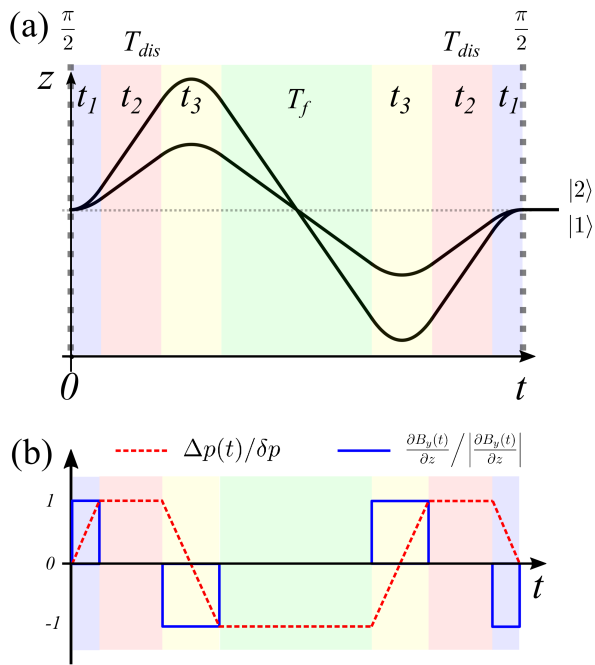 (a) π/2 T_dis T_dis π/2
z t_1 t_2 t_3 T_f t_3 t_2 t_1
|2⟩
|1⟩
0 t
(b) Δp(t)/δp ∂B_y(t)/∂z / |∂B_y(t)/∂z|
1
0
t
-1